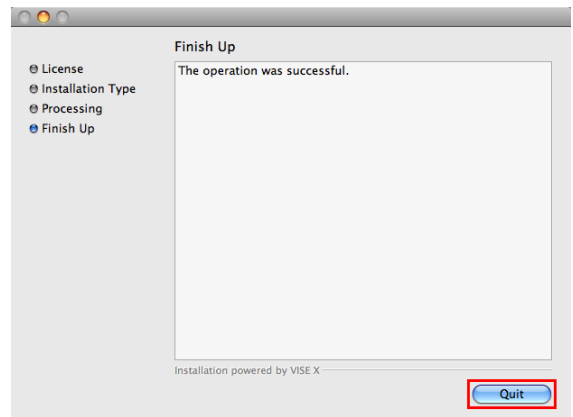 Finish Up
License
Installation Type
Processing
Finish Up
The operation was successful.
Installation powered by VISE X
Quit